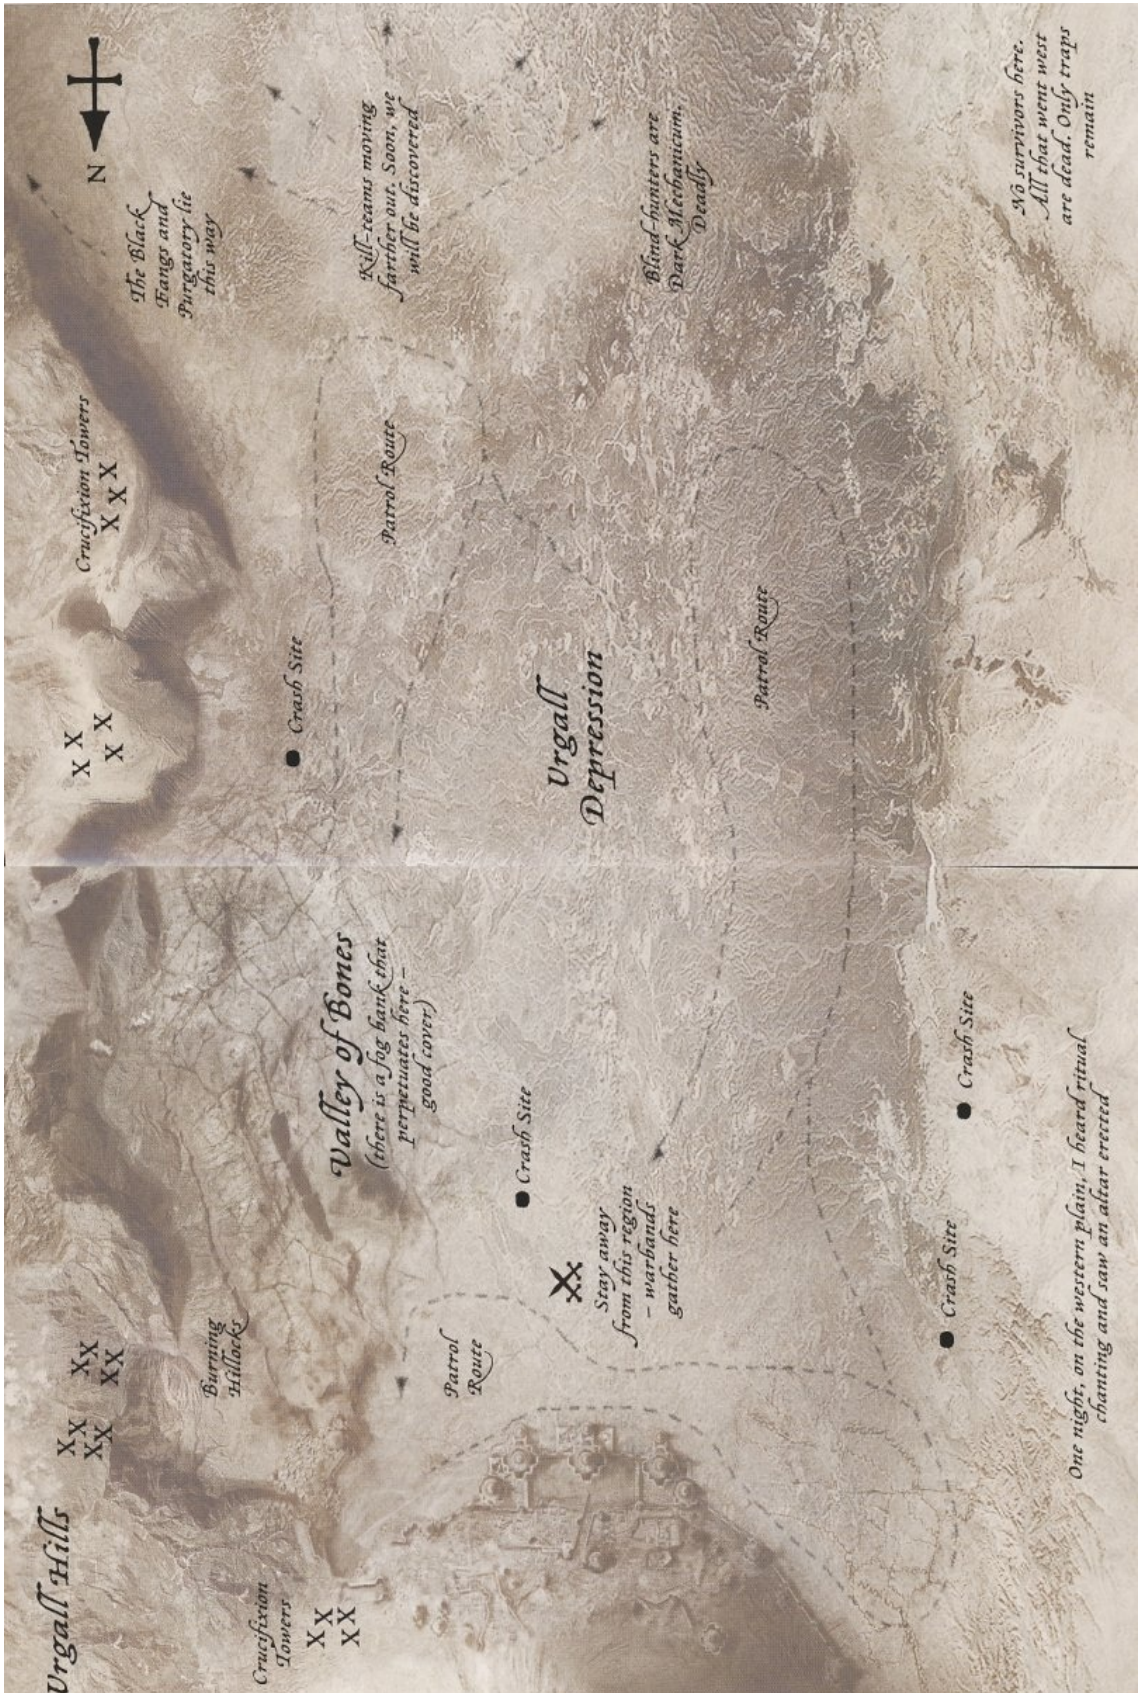 Urgall Hills
Crucifixion Towers
X X X
X X
X X
N
X X
X X
X X
X X
The Black
Fangs and
Purgatory lie
this way
Burning
Hillocks
Crucifixion
Towers
X X
X X
Crash Site
Valley of Bones
(there is a fog bank that
perpetuates here –
good cover)
Patrol Route
Kill-teams moving
farther out. Soon, we
will be discovered
Patrol
Route
Crash Site
Urgall
Depression
Stay away
from this region
– warbands
gather here
Blind-hunters are
Dark Mechanicum.
Deadly
Patrol Route
Crash Site
Crash Site
No survivors here.
All that went west
are dead. Only traps
remain
One night, on the western plain, I heard ritual
chanting and saw an altar erected